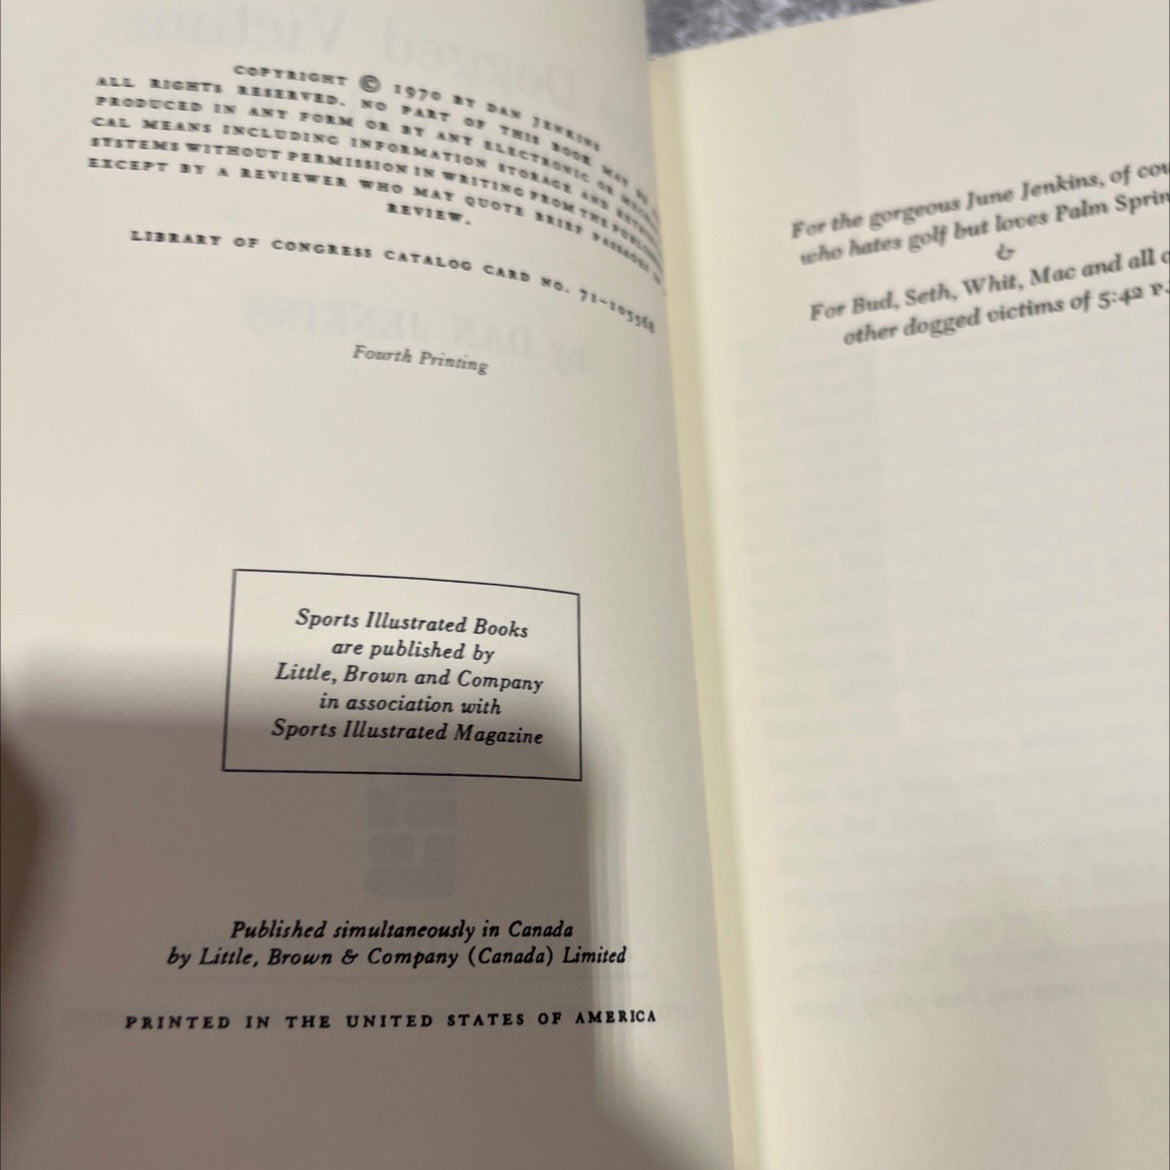 COPYRIGHT © 1970 BY DAN JENKINS
ALL RIGHTS RESERVED. NO PART OF THIS BOOK MAY BE
PRODUCED IN ANY FORM OR BY ANY ELECTRONIC OR
CAL MEANS INCLUDING INFORMATION STORAGE AND
SYSTEMS WITHOUT PERMISSION IN WRITING FROM THE
EXCEPT BY A REVIEWER WHO MAY QUOTE BRIEF PASSAGES
REVIEW.
LIBRARY OF CONGRESS CATALOG CARD NO.
Fourth Printing
Sports Illustrated Books
are published by
Little, Brown and Company
in association with
Sports Illustrated Magazine
Published simultaneously in Canada
by Little, Brown & Company (Canada) Limited
PRINTED IN THE UNITED STATES OF AMERICA
For the gorgeous June Jenkins, of cou
who hates golf but loves Palm Sprin
&
For Bud, Seth, Whit, Mac and all o
other dogged victims of 5:42 P.